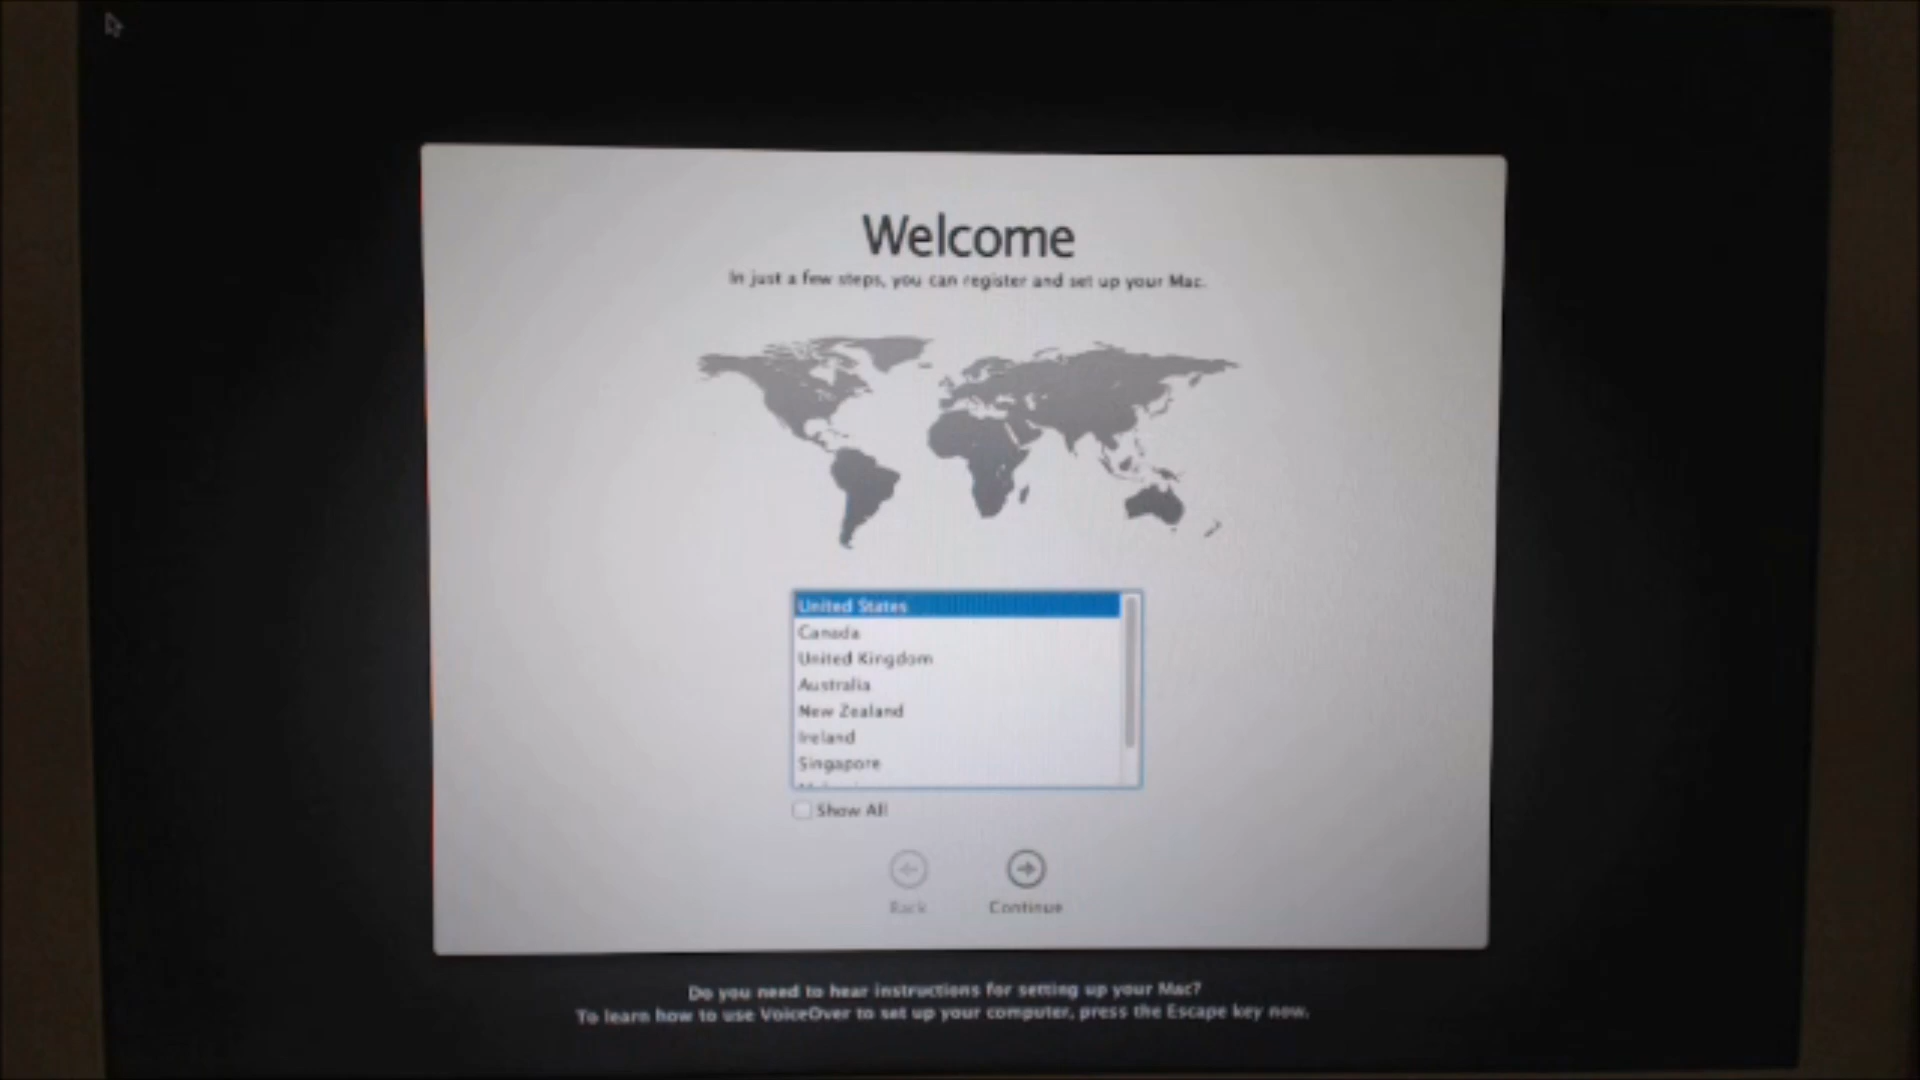 Welcome
In just a few steps, you can register and set up your Mac.
United States
Canada
United Kingdom
Australia
New Zealand
Ireland
Singapore
Show All
Back
Continue
Do you need to hear instructions for setting up your Mac?
To learn how to use VoiceOver to set up your computer, press the Escape key now.